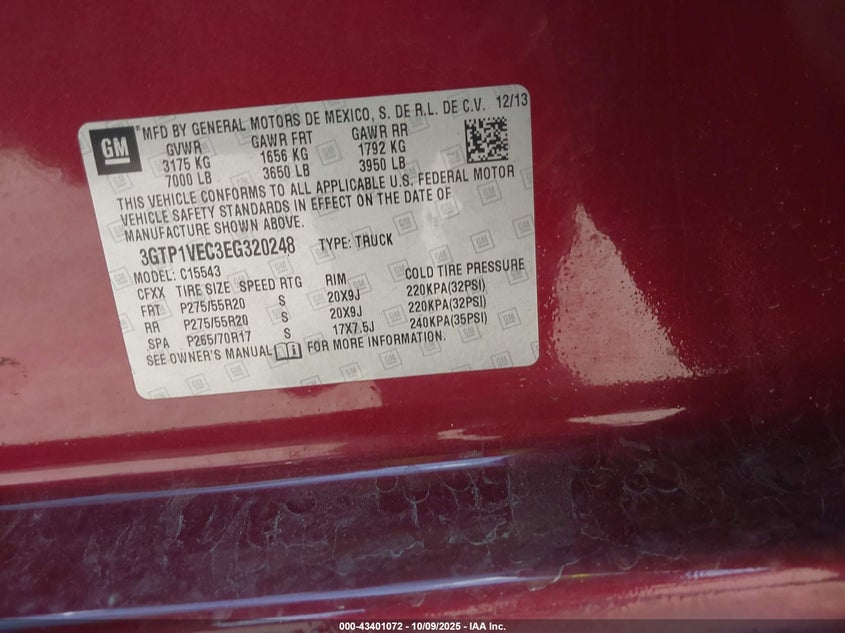 GM
MFD BY GENERAL MOTORS DE MEXICO, S. DE R.L. DE C.V. 12/13
GVWR GAWR FRT GAWR RR
3175 KG 1656 KG 1792 KG
7000 LB 3650 LB 3950 LB
THIS VEHICLE CONFORMS TO ALL APPLICABLE U.S. FEDERAL MOTOR
VEHICLE SAFETY STANDARDS IN EFFECT ON THE DATE OF
MANUFACTURE SHOWN ABOVE.
3GTP1VEC3EG320248 TYPE: TRUCK
MODEL: C15543
CFXX TIRE SIZE SPEED RTG RIM COLD TIRE PRESSURE
FRT P275/55R20 S 20X9J 220KPA(32PSI)
RR P275/55R20 S 20X9J 220KPA(32PSI)
SPA P265/70R17 S 17X7.5J 240KPA(35PSI)
SEE OWNER'S MANUAL FOR MORE INFORMATION.
000-43401072 - 10/09/2025 - IAA Inc.